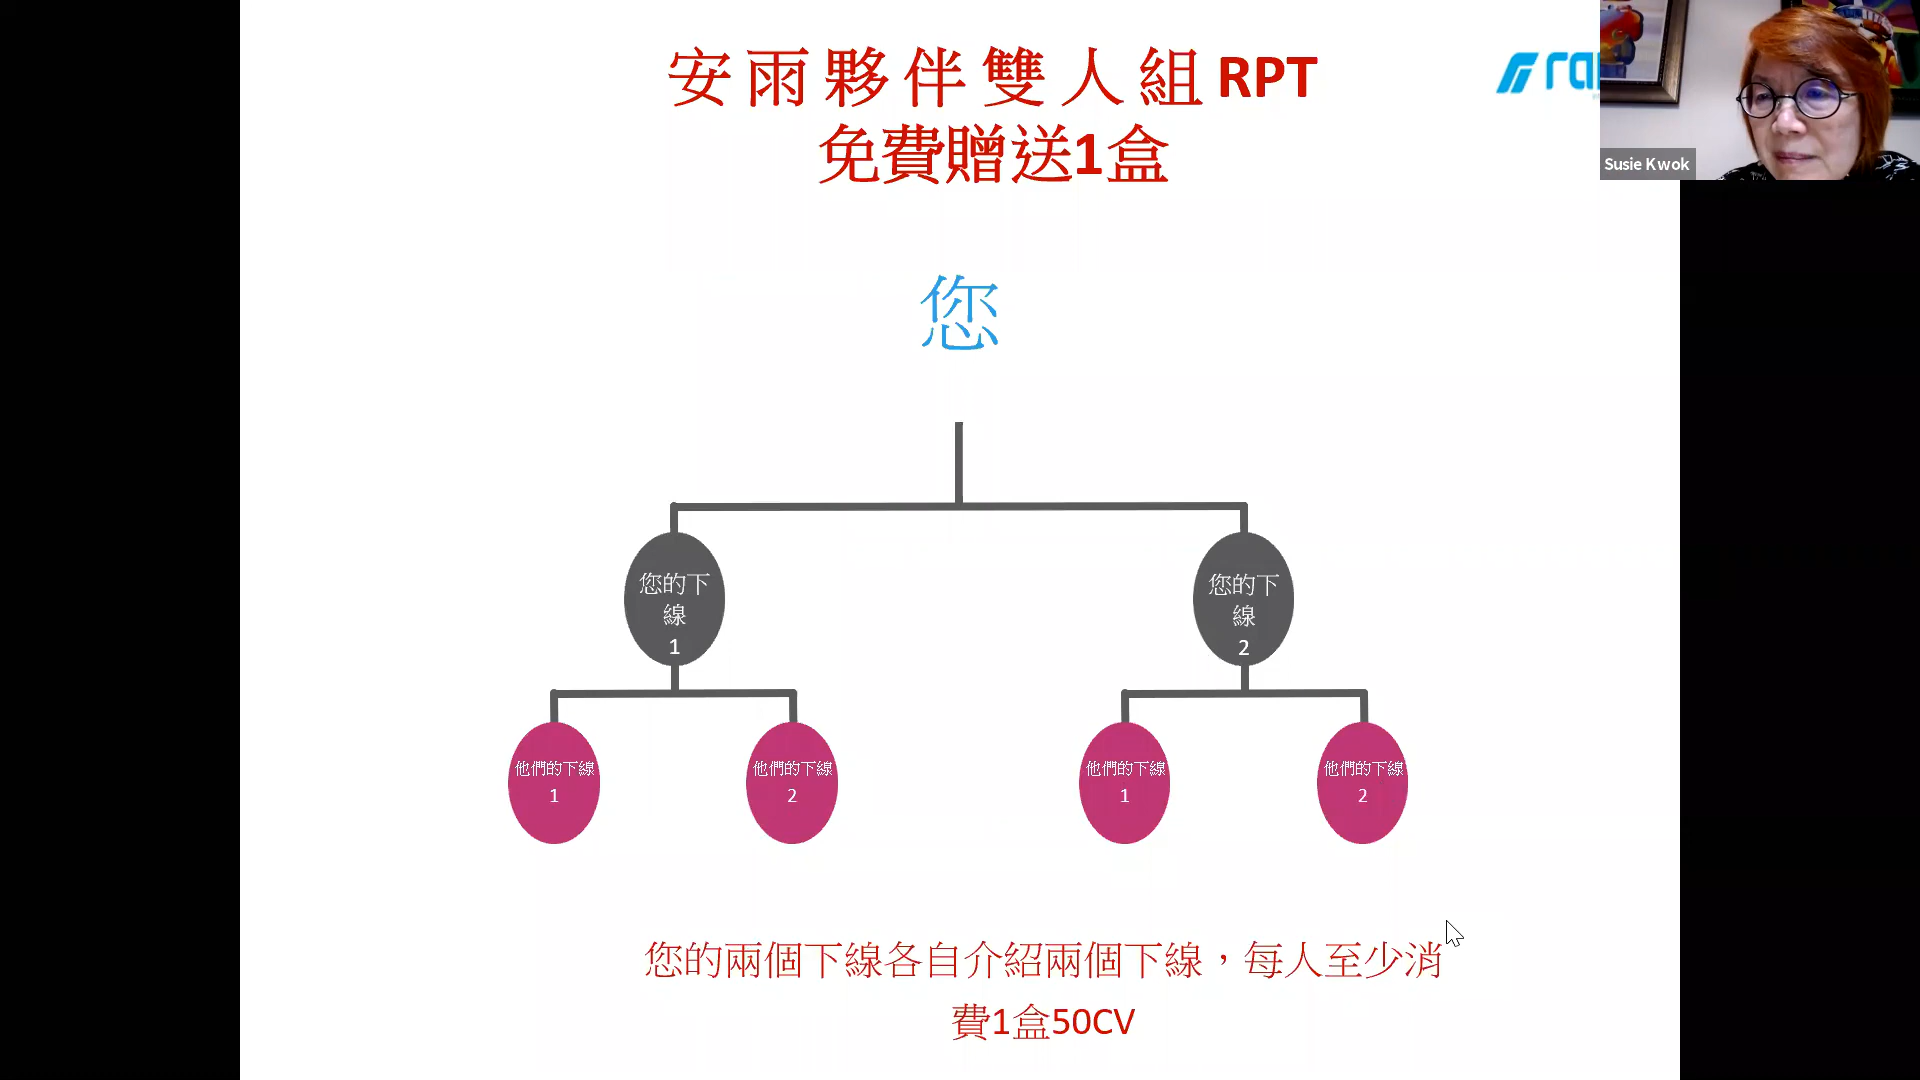 安雨夥伴雙人組 RPT
免費贈送1盒
ra
Susie Kwok
您
您的下
線
1
您的下
線
2
他們的下線
1
他們的下線
2
他們的下線
1
他們的下線
2
您的兩個下線各自介紹兩個下線，每人至少消
費1盒50CV